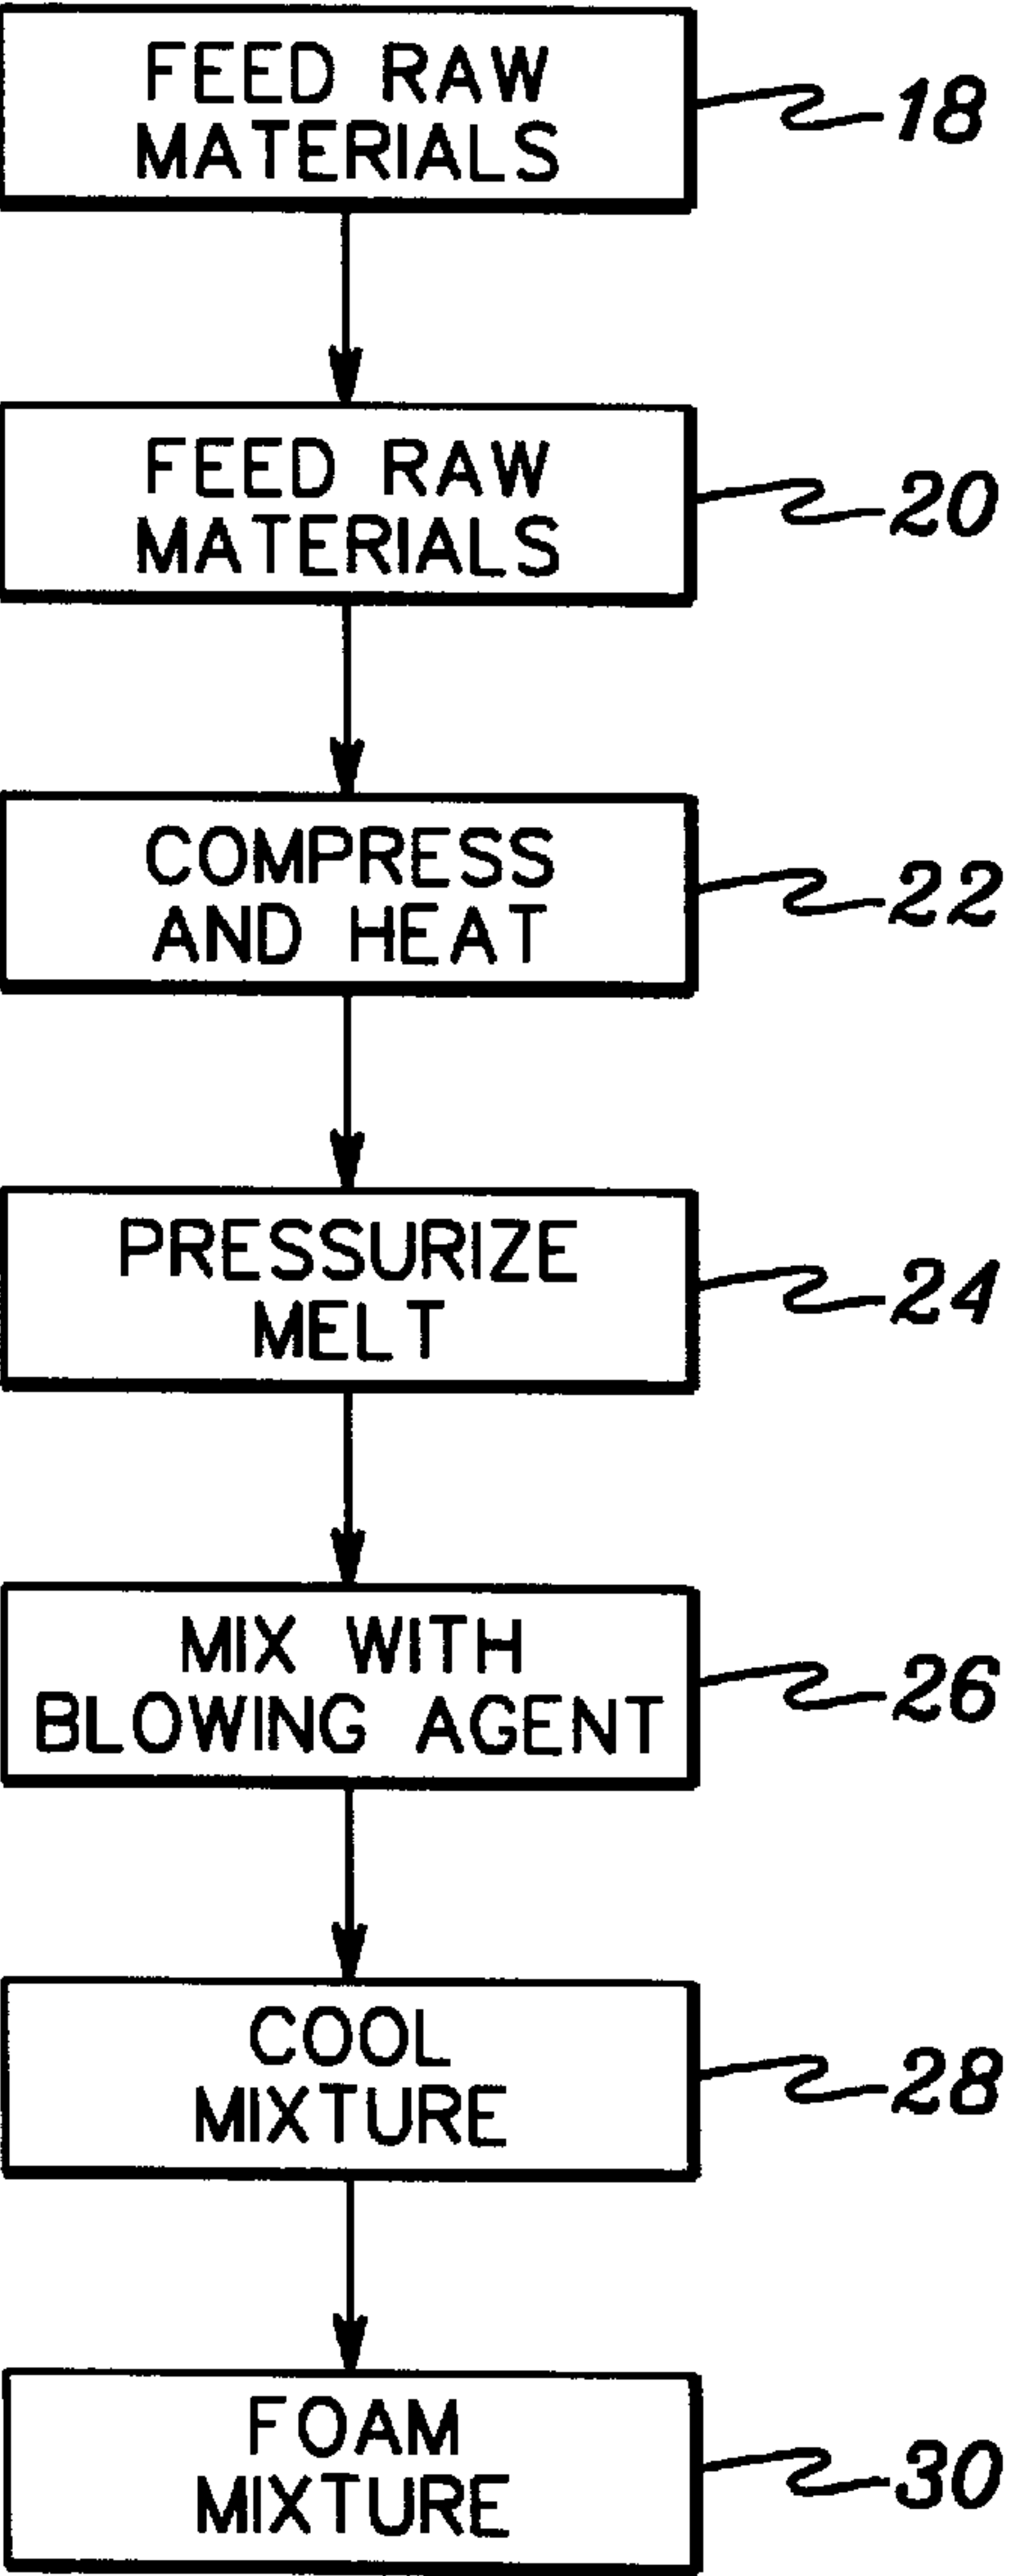 FEED RAW
MATERIALS
18
FEED RAW
MATERIALS
20
COMPRESS
AND HEAT
22
PRESSURIZE
MELT
24
MIX WITH
BLOWING AGENT
26
COOL
MIXTURE
28
FOAM
MIXTURE
30